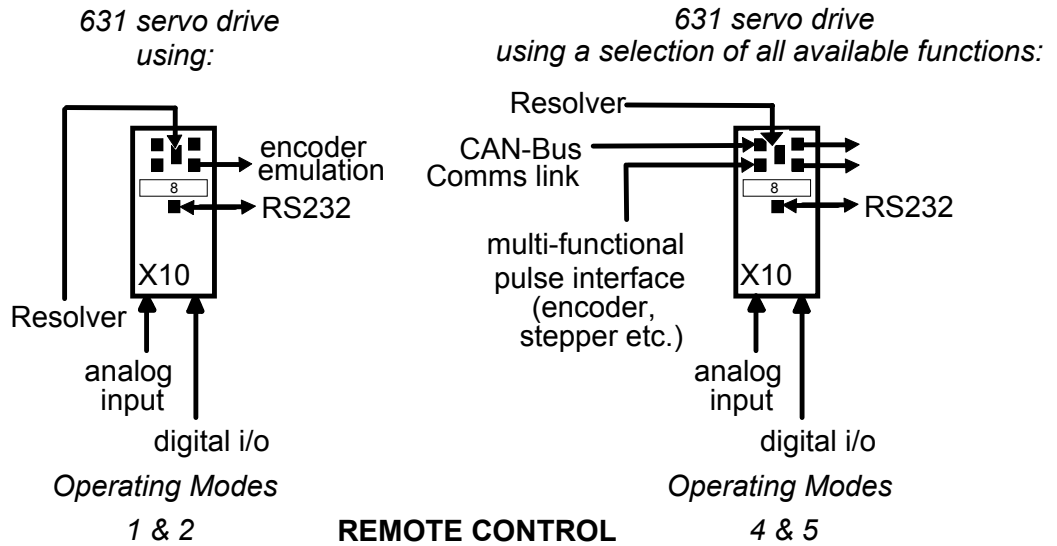 631 servo drive
using:
encoder
emulation
8
RS232
X10
Resolver
analog
input
digital i/o
Operating Modes
1 & 2
631 servo drive
using a selection of all available functions:
Resolver
CAN-Bus
Comms link
8
RS232
multi-functional
pulse interface
(encoder,
stepper etc.)
X10
analog
input
digital i/o
Operating Modes
4 & 5
REMOTE CONTROL